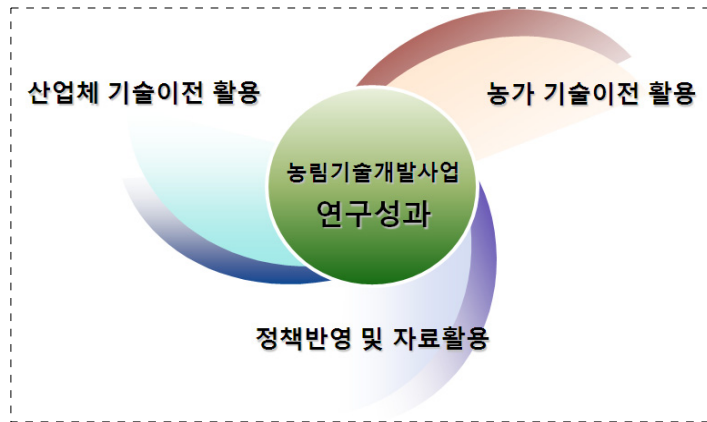 산업체 기술이전 활용
농가 기술이전 활용
농림기술개발사업
연구성과
정책반영 및 자료활용